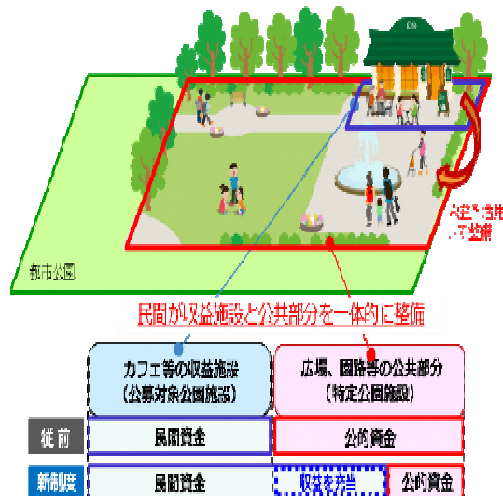 都市公園
で整備
民間が収益施設と公共部分を一体的に整備
カフェ等の収益施設
(公募対象公園施設)
広場、園路等の公共部分
(特定公園施設)
従前
民間資金
公的資金
新制度
民間資金
収益を充当
公的資金